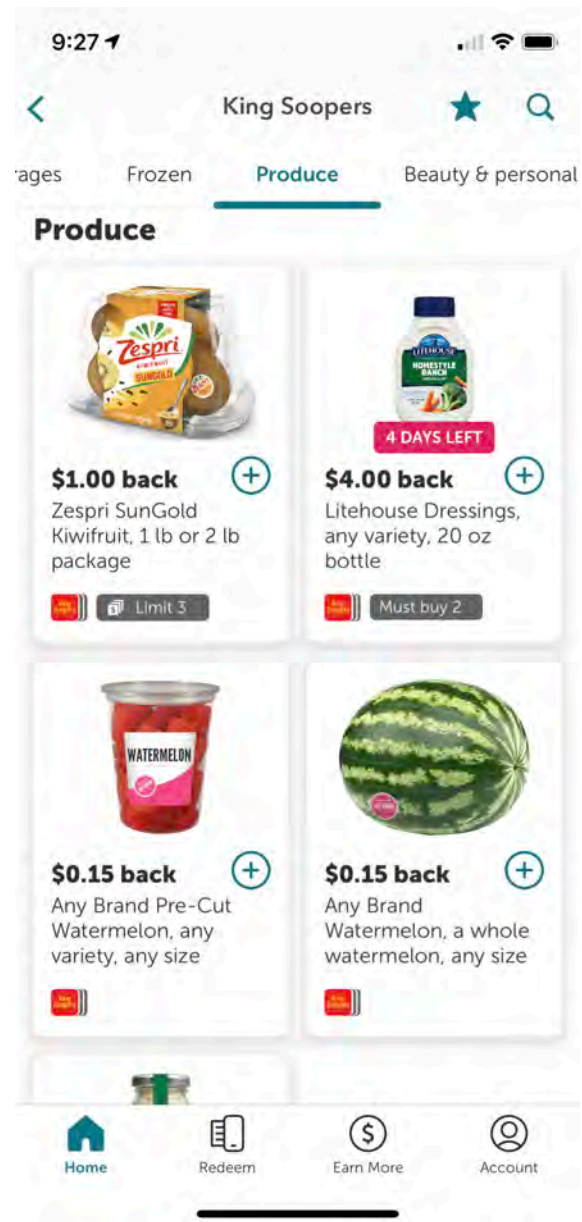 9:27
King Soopers
rages Frozen Produce Beauty & personal
Produce
Zespri
KIWIFRUIT
SUNGOLD
LITEHOUSE
HOMESTYLE
RANCH
4 DAYS LEFT
$1.00 back
Zespri SunGold
Kiwifruit, 1 lb or 2 lb
package
Limit 3
$4.00 back
Litehouse Dressings,
any variety, 20 oz
bottle
Must buy 2
WATERMELON
$0.15 back
Any Brand Pre-Cut
Watermelon, any
variety, any size
$0.15 back
Any Brand
Watermelon, a whole
watermelon, any size
Home Redeem Earn More Account